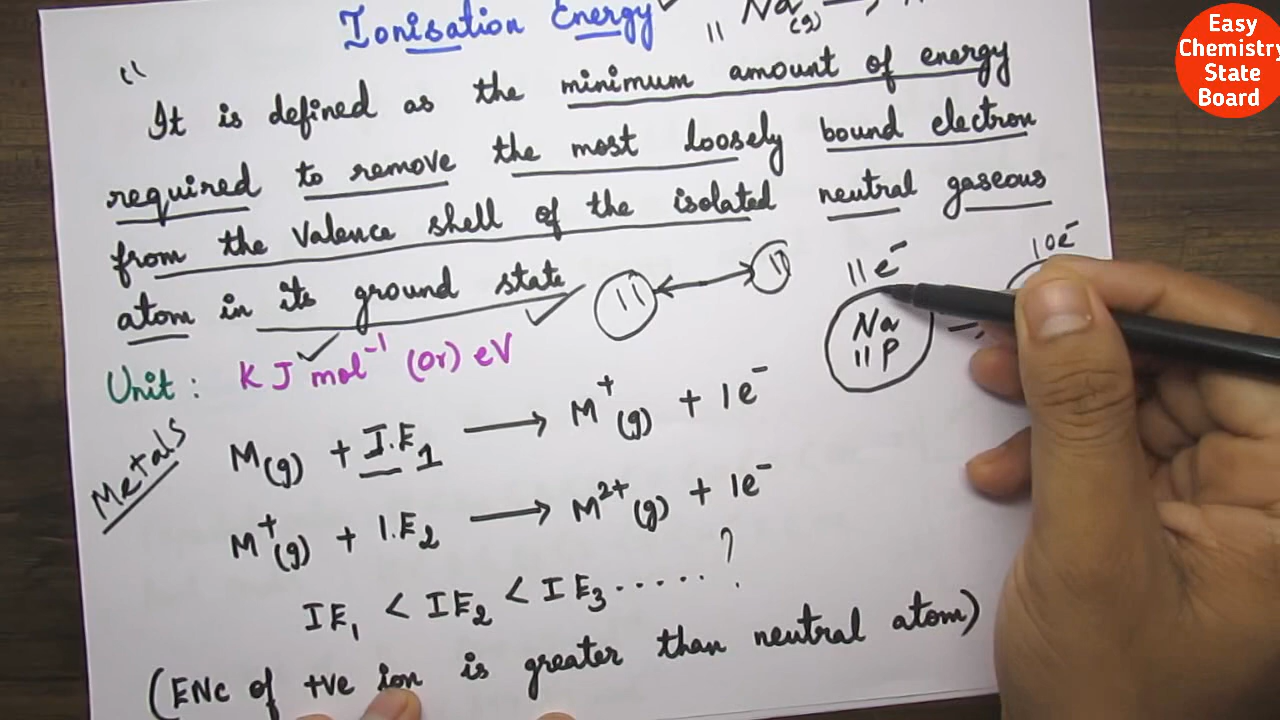 Ionisation Energy
" Na(g)
Easy
Chemistry
State
Board
" It is defined as the minimum amount of energy
required to remove the most loosely bound electron
from the valence shell of the isolated neutral gaseous
atom in its ground state
11
11
11e⁻
Na
11 P
10e⁻
Unit : KJ mol⁻¹ (or) eV
Metals
M(g) + I.E₁ → M⁺(g) + 1e⁻
M⁺(g) + I.E₂ → M²⁺(g) + 1e⁻
IE₁ < IE₂ < IE₃ ...... ?
(ENC of +ve ion is greater than neutral atom)